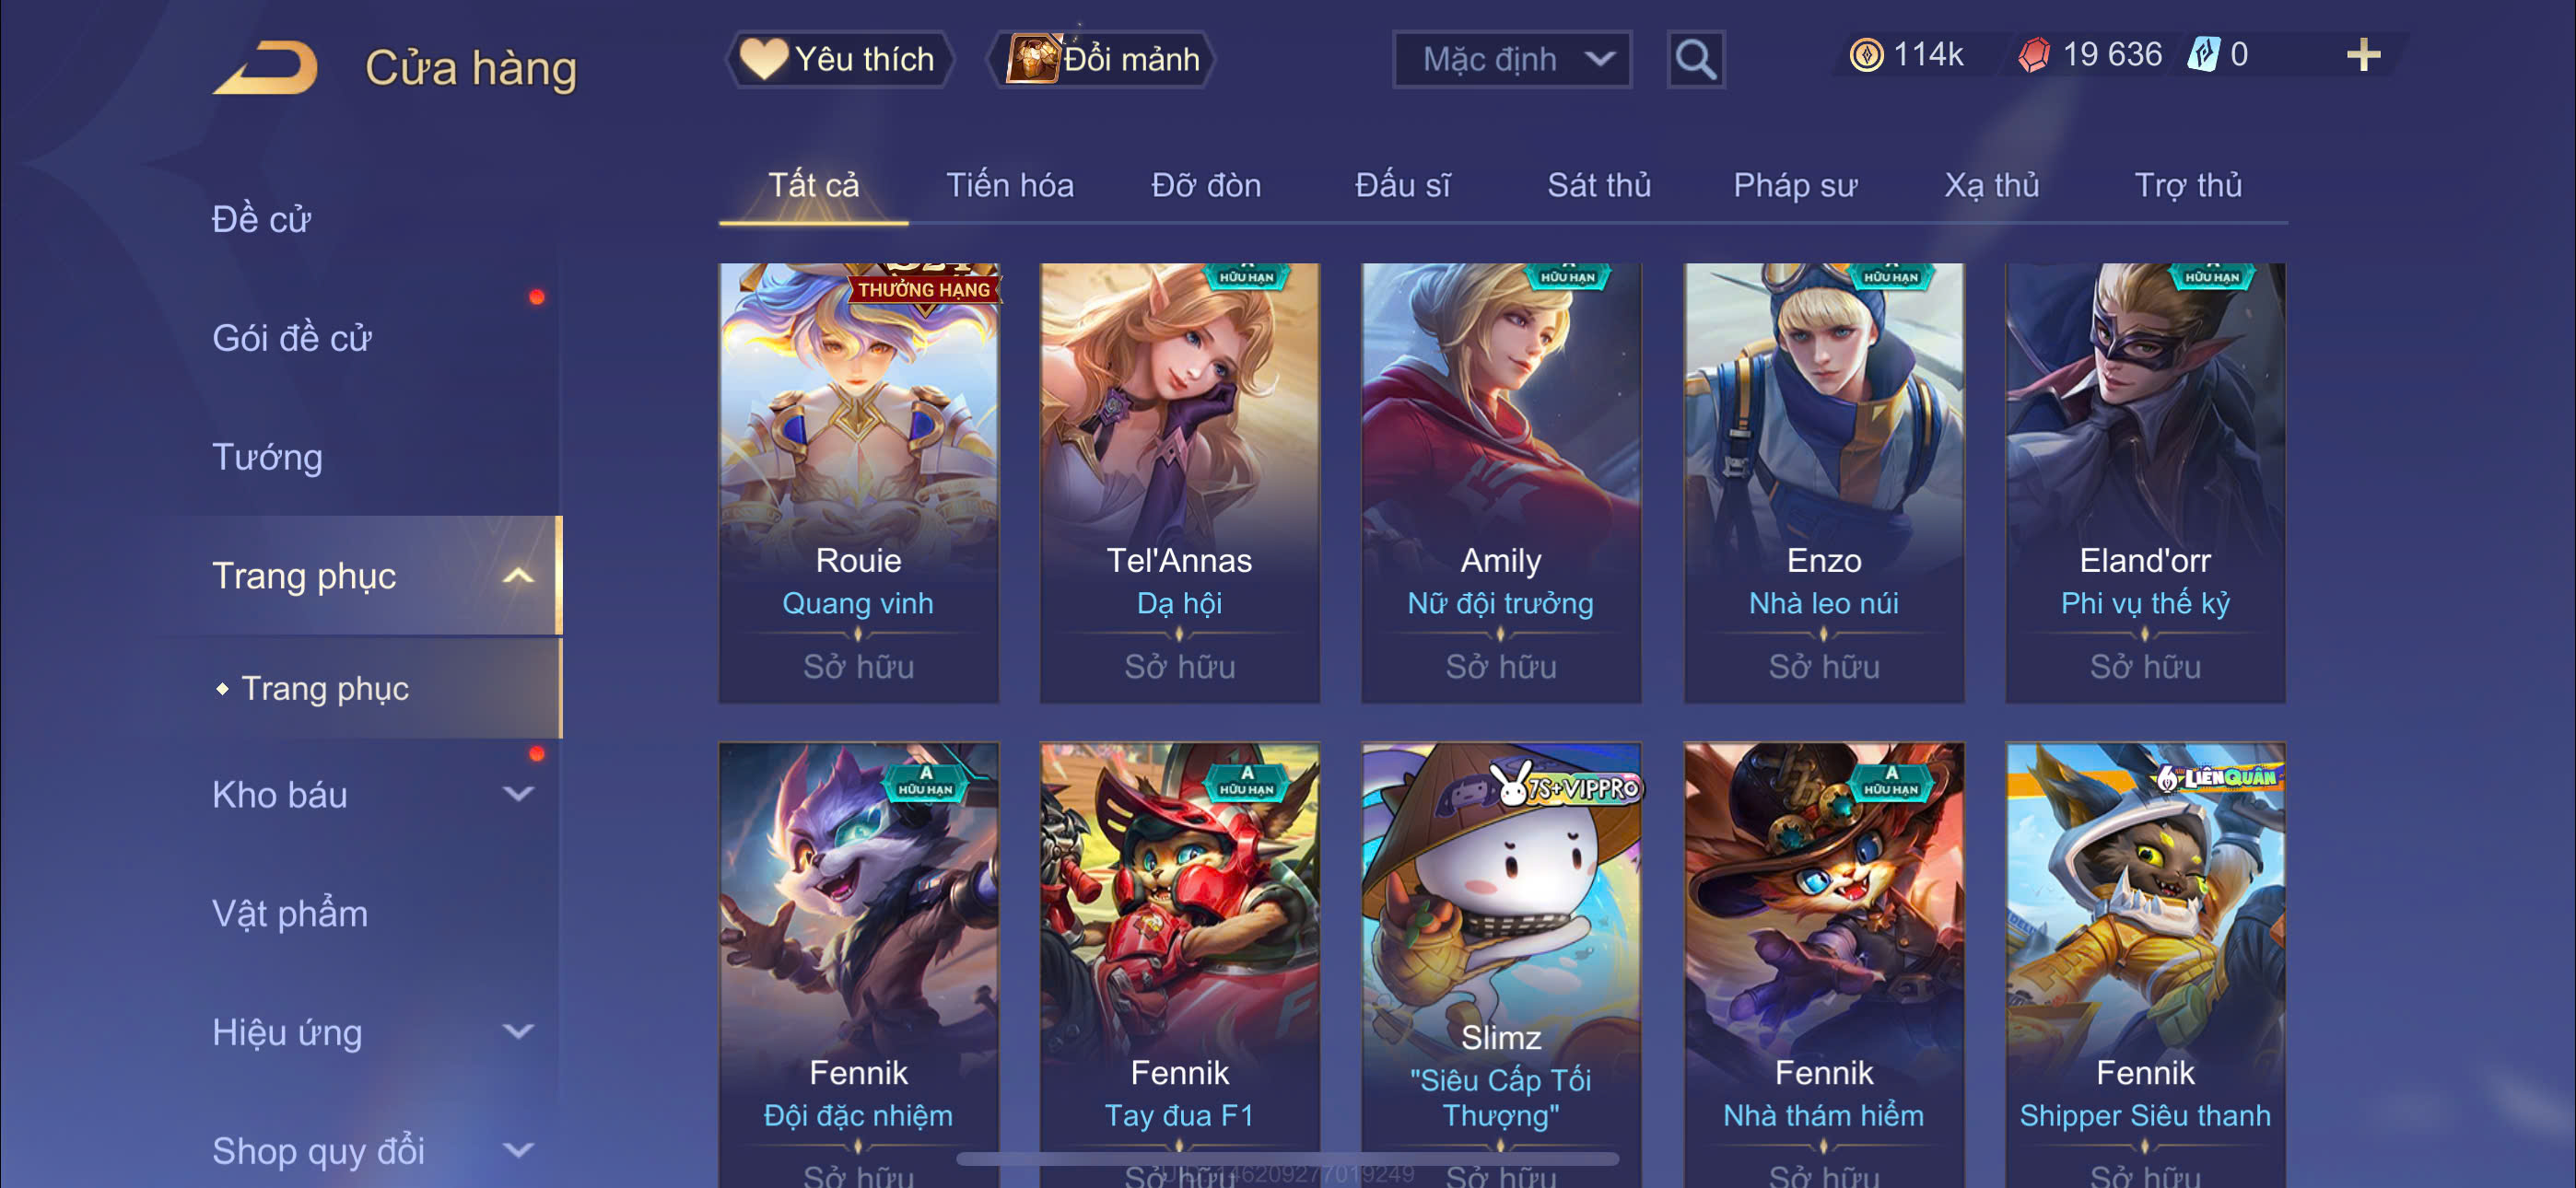 Cửa hàng
Yêu thích
Đổi mảnh
Mặc định
114k
19 636
0
Tất cả
Tiến hóa
Đỡ đòn
Đấu sĩ
Sát thủ
Pháp sư
Xạ thủ
Trợ thủ
Đề cử
Gói đề cử
Tướng
Trang phục
Trang phục
Kho báu
Vật phẩm
Hiệu ứng
Shop quy đổi
THƯỞNG HẠNG
Rouie
Quang vinh
Sở hữu
HỮU HẠN
Tel'Annas
Dạ hội
Sở hữu
HỮU HẠN
Amily
Nữ đội trưởng
Sở hữu
HỮU HẠN
Enzo
Nhà leo núi
Sở hữu
HỮU HẠN
Eland'orr
Phi vụ thế kỷ
Sở hữu
A
HỮU HẠN
Fennik
Đội đặc nhiệm
Sở hữu
A
HỮU HẠN
Fennik
Tay đua F1
Sở hữu
7S+VIPPRO
Slimz
"Siêu Cấp Tối
Thượng"
Sở hữu
A
HỮU HẠN
Fennik
Nhà thám hiểm
Sở hữu
LIÊNQUÂN
Fennik
Shipper Siêu thanh
Sở hữu